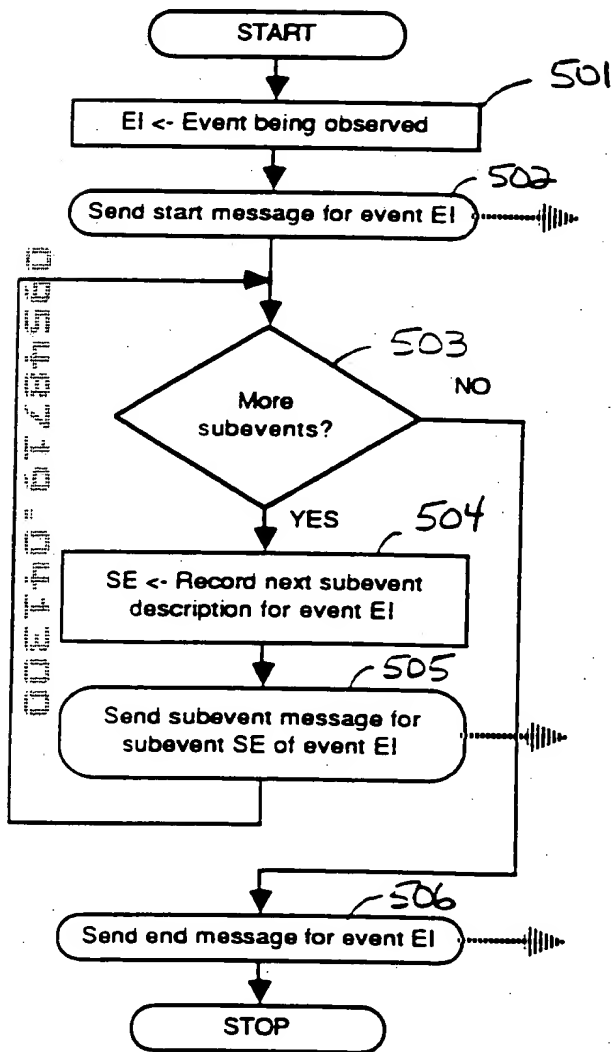 START
501
EI <- Event being observed
502
Send start message for event EI
503
NO
More
subevents?
YES
504
SE <- Record next subevent
description for event EI
505
Send subevent message for
subevent SE of event EI
506
Send end message for event EI
STOP